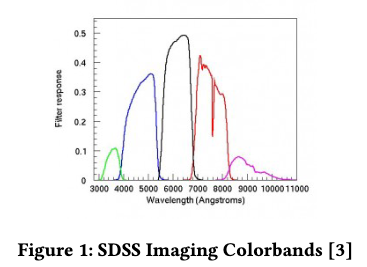 0.5
0.4
0.3
0.2
0.1
0
Filter response
3000 4000 5000 6000 7000 8000 9000 10000 11000
Wavelength (Angstroms)
Figure 1: SDSS Imaging Colorbands [3]